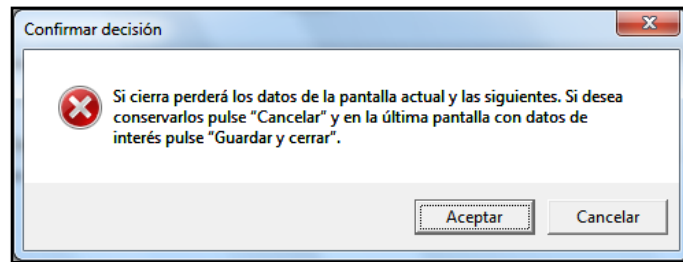 Confirmar decisión
Si cierra perderá los datos de la pantalla actual y las siguientes. Si desea
conservarlos pulse “Cancelar” y en la última pantalla con datos de
interés pulse “Guardar y cerrar”.
Aceptar
Cancelar